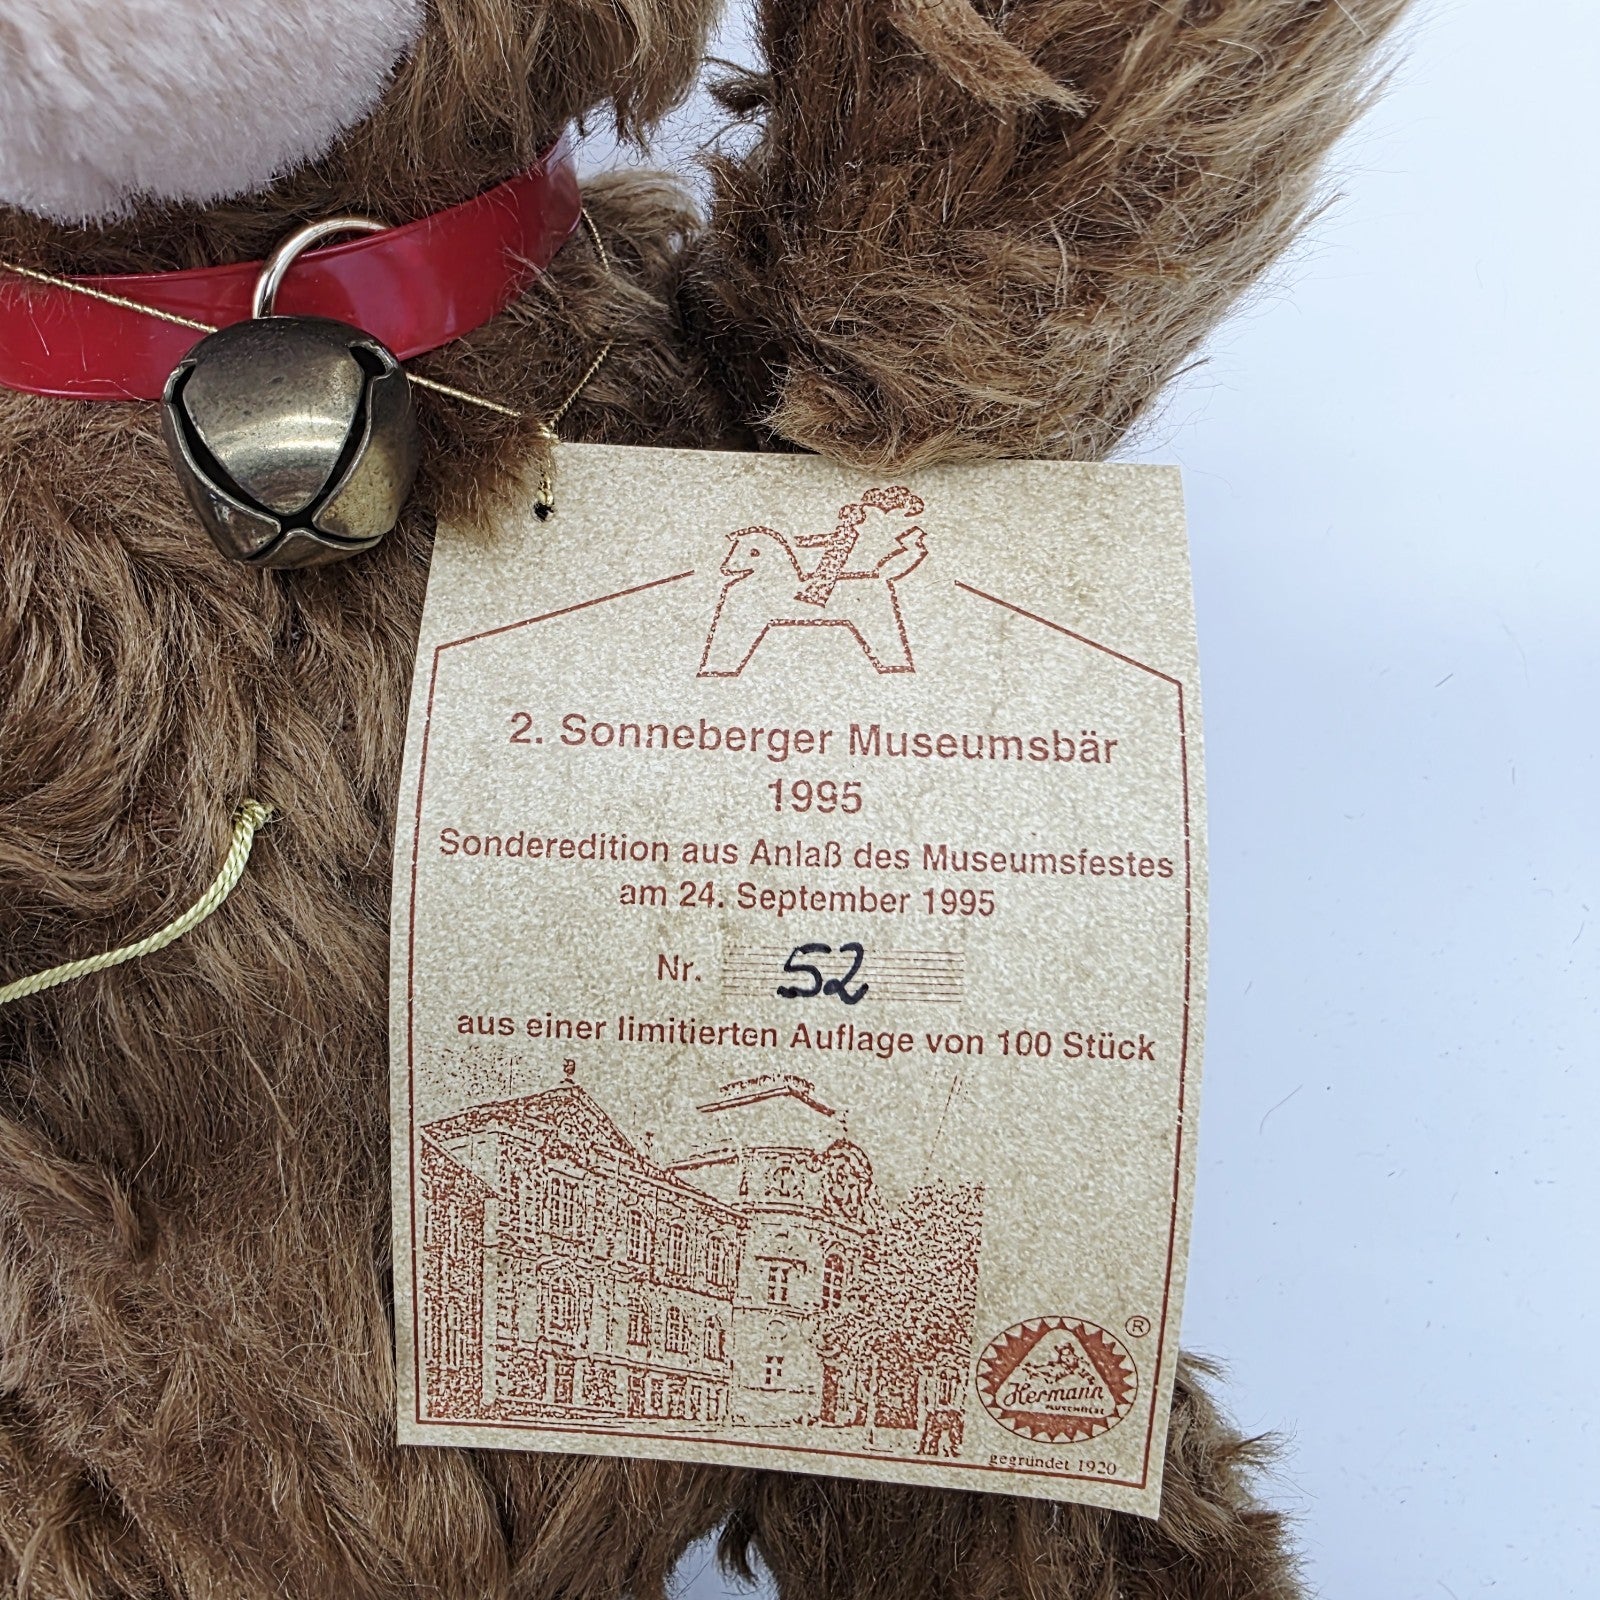 2. Sonneberger Museumsbär
1995
Sonderedition aus Anlaß des Museumsfestes
am 24. September 1995
Nr. 52
aus einer limitierten Auflage von 100 Stück
®
Hermann
gegründet 1920